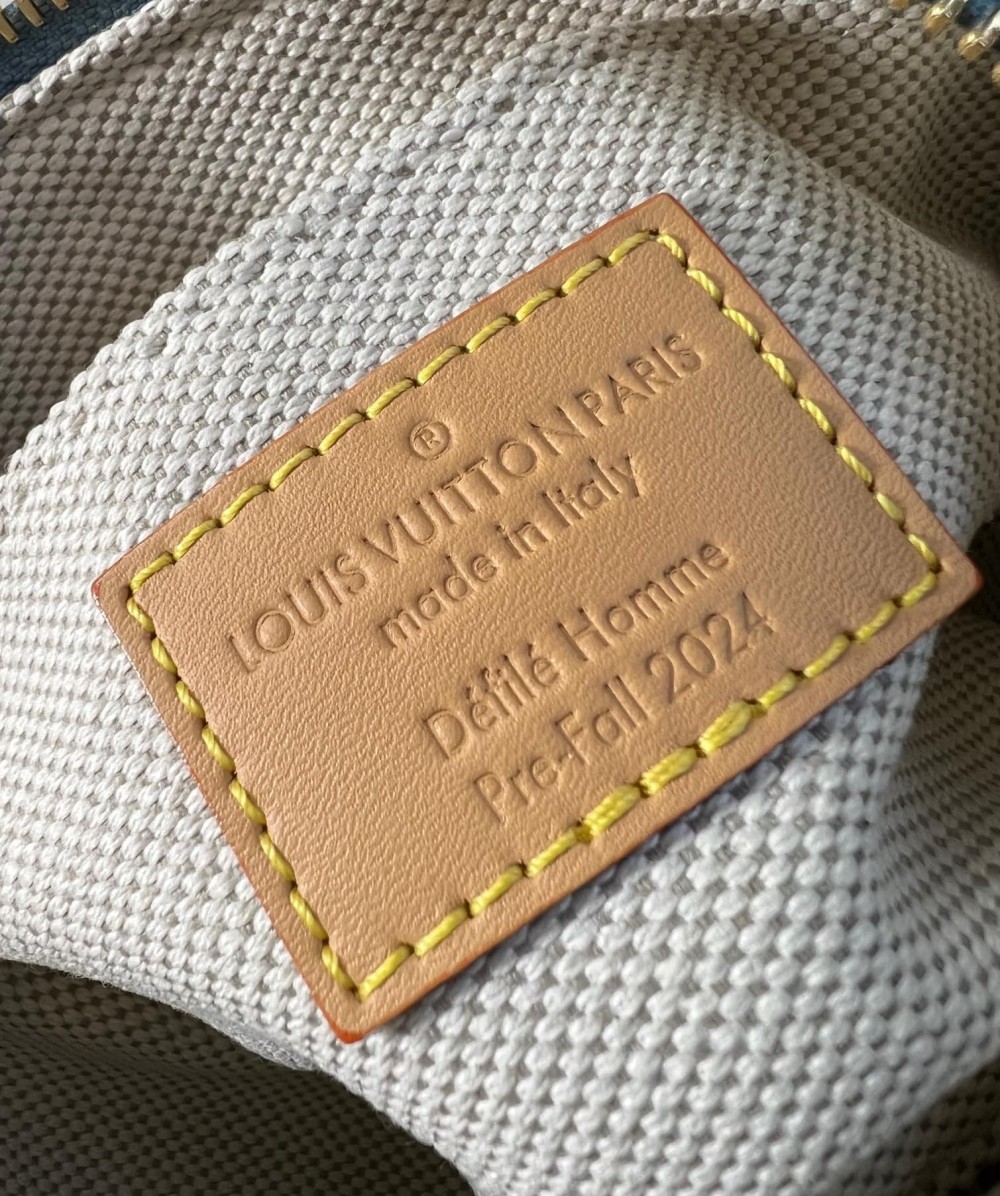 ®
LOUIS VUITTON PARIS
made in Italy
Défilé Homme
Pre-Fall 2024